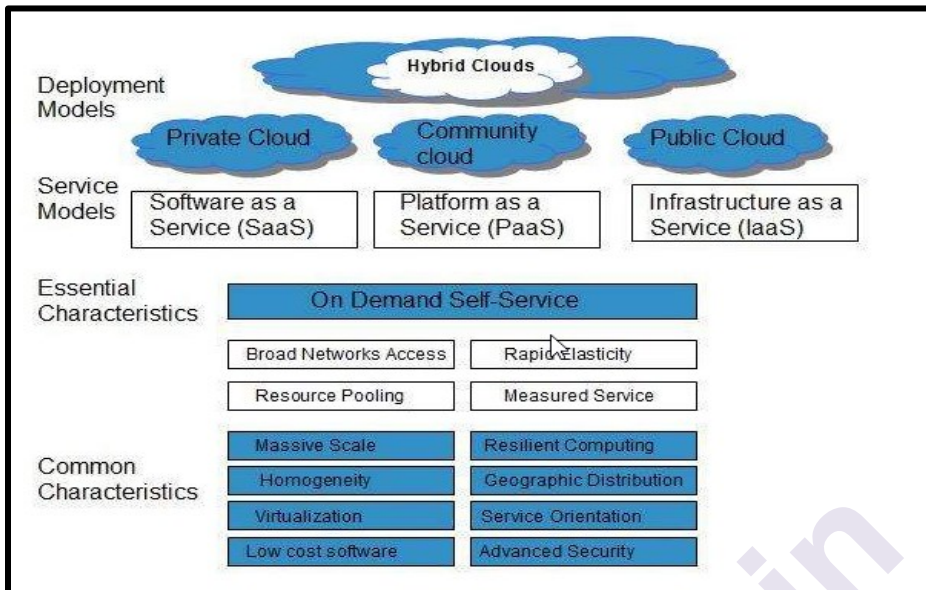 Hybrid Clouds
Deployment
Models
Private Cloud
Community
cloud
Public Cloud
Service
Models
Software as a
Service (SaaS)
Platform as a
Service (PaaS)
Infrastructure as a
Service (IaaS)
Essential
Characteristics
On Demand Self-Service
Broad Networks Access
Rapid Elasticity
Resource Pooling
Measured Service
Common
Characteristics
Massive Scale
Resilient Computing
Homogeneity
Geographic Distribution
Virtualization
Service Orientation
Low cost software
Advanced Security
in